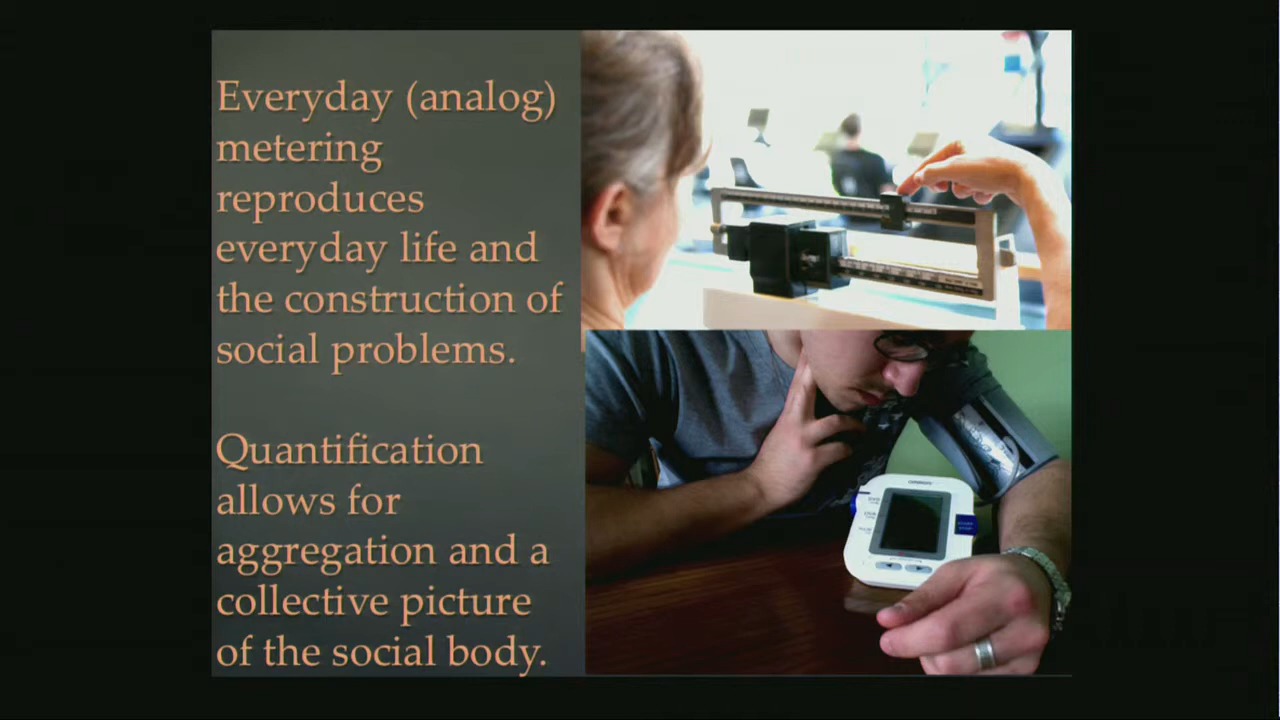 Everyday (analog)
metering
reproduces
everyday life and
the construction of
social problems.
Quantification
allows for
aggregation and a
collective picture
of the social body.